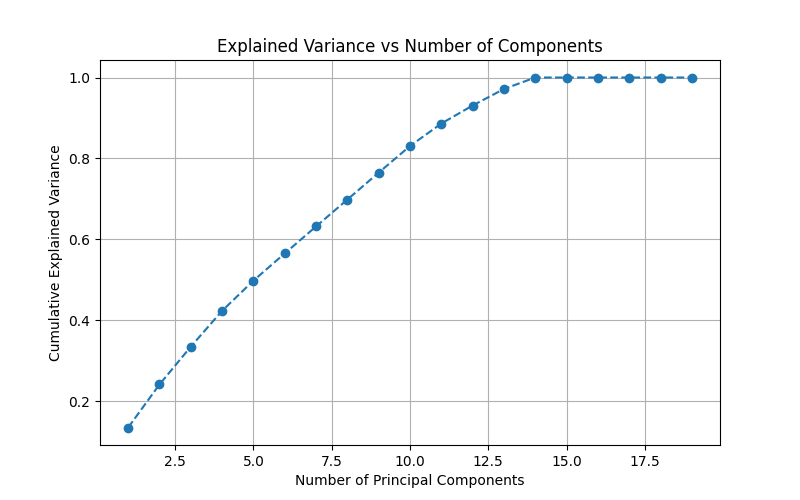 Explained Variance vs Number of Components
Cumulative Explained Variance
1.0
0.8
0.6
0.4
0.2
2.5 5.0 7.5 10.0 12.5 15.0 17.5
Number of Principal Components